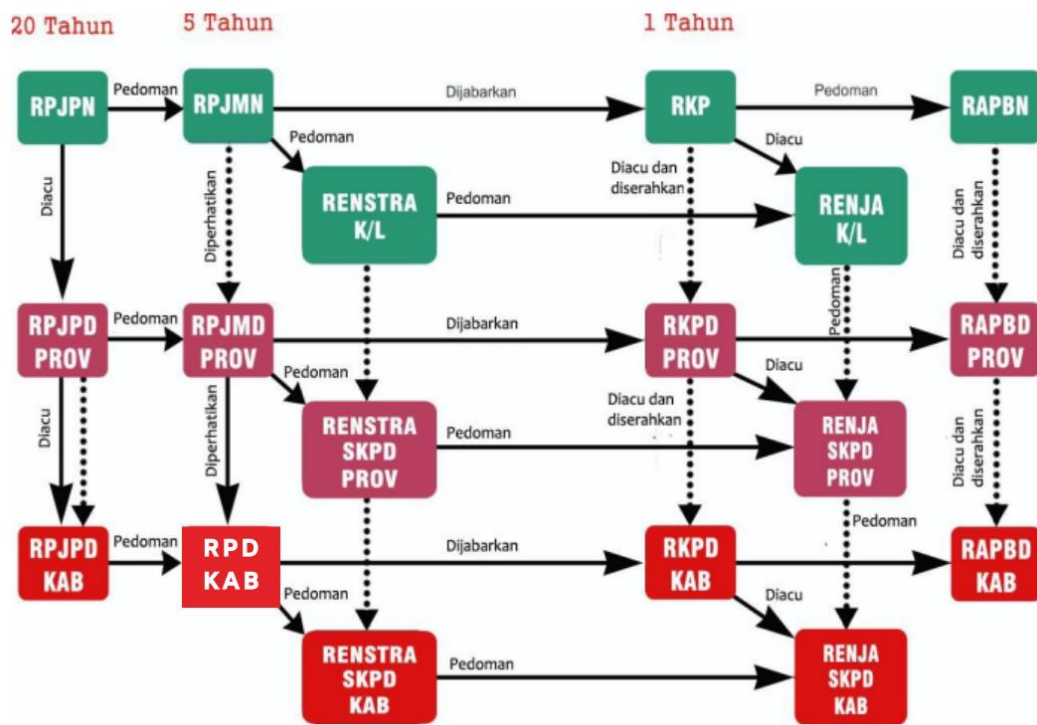 20 Tahun
5 Tahun
1 Tahun
RPJPN
Pedoman
RPJMN
Dijabarkan
RKP
Pedoman
RAPBN
Pedoman
Diacu
Diacu
Diperhatikan
RENSTRA
K/L
Pedoman
Diacu dan
diserahkan
RENJA
K/L
Diacu dan
diserahkan
Pedoman
RPJPD
PROV
Pedoman
RPJMD
PROV
Dijabarkan
RKPD
PROV
RAPBD
PROV
Pedoman
Diacu
Diacu
Diperhatikan
RENSTRA
SKPD
PROV
Pedoman
Diacu dan
diserahkan
RENJA
SKPD
PROV
Diacu dan
diserahkan
Pedoman
RPJPD
KAB
Pedoman
RPD
KAB
Dijabarkan
RKPD
KAB
RAPBD
KAB
Pedoman
Diacu
RENSTRA
SKPD
KAB
Pedoman
RENJA
SKPD
KAB